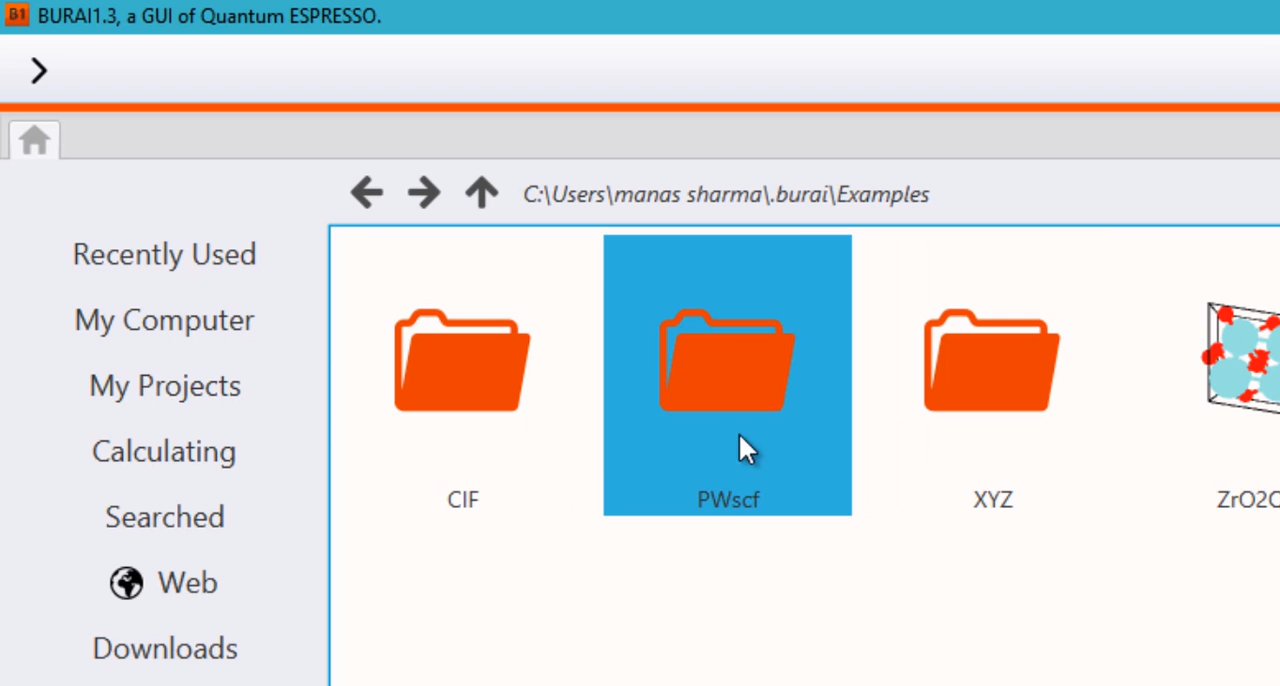 B1 BURAI1.3, a GUI of Quantum ESPRESSO.
C:\Users\manas sharma\.burai\Examples
Recently Used
My Computer
My Projects
Calculating
Searched
Web
Downloads
CIF
PWscf
XYZ